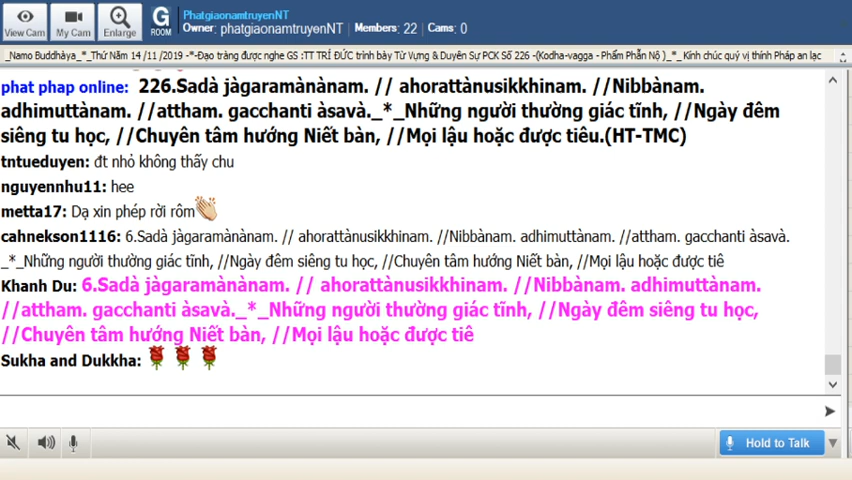 PhatgiaonamtruyenNT
Owner: phatgiaonamtruyenNT | Members: 22 | Cams: 0
View Cam My Cam Enlarge G ROOM
_Namo Buddhàya_*_Thứ Năm 14 /11 /2019 -*-Đạo tràng được nghe GS :TT TRÍ ĐỨC trình bày Từ Vựng & Duyên Sự PCK Số 226 -(Kodha-vagga - Phẩm Phẫn Nộ )_*_ Kính chúc quý vị thính Pháp an lạc
phat phap online: 226.Sadà jàgaramànànam. // ahorattànusikkhinam. //Nibbànam.
adhimuttànam. //attham. gacchanti àsavà._*_Những người thường giác tĩnh, //Ngày đêm
siêng tu học, //Chuyên tâm hướng Niết bàn, //Mọi lậu hoặc được tiêu.(HT-TMC)
tntueduyen: đt nhỏ không thấy chu
nguyennhu11: hee
metta17: Dạ xin phép rời rôm
cahnekson1116: 6.Sadà jàgaramànànam. // ahorattànusikkhinam. //Nibbànam. adhimuttànam. //attham. gacchanti àsavà.
_*_Những người thường giác tĩnh, //Ngày đêm siêng tu học, //Chuyên tâm hướng Niết bàn, //Mọi lậu hoặc được tiê
Khanh Du: 6.Sadà jàgaramànànam. // ahorattànusikkhinam. //Nibbànam. adhimuttànam.
//attham. gacchanti àsavà._*_Những người thường giác tĩnh, //Ngày đêm siêng tu học,
//Chuyên tâm hướng Niết bàn, //Mọi lậu hoặc được tiê
Sukha and Dukkha:
Hold to Talk